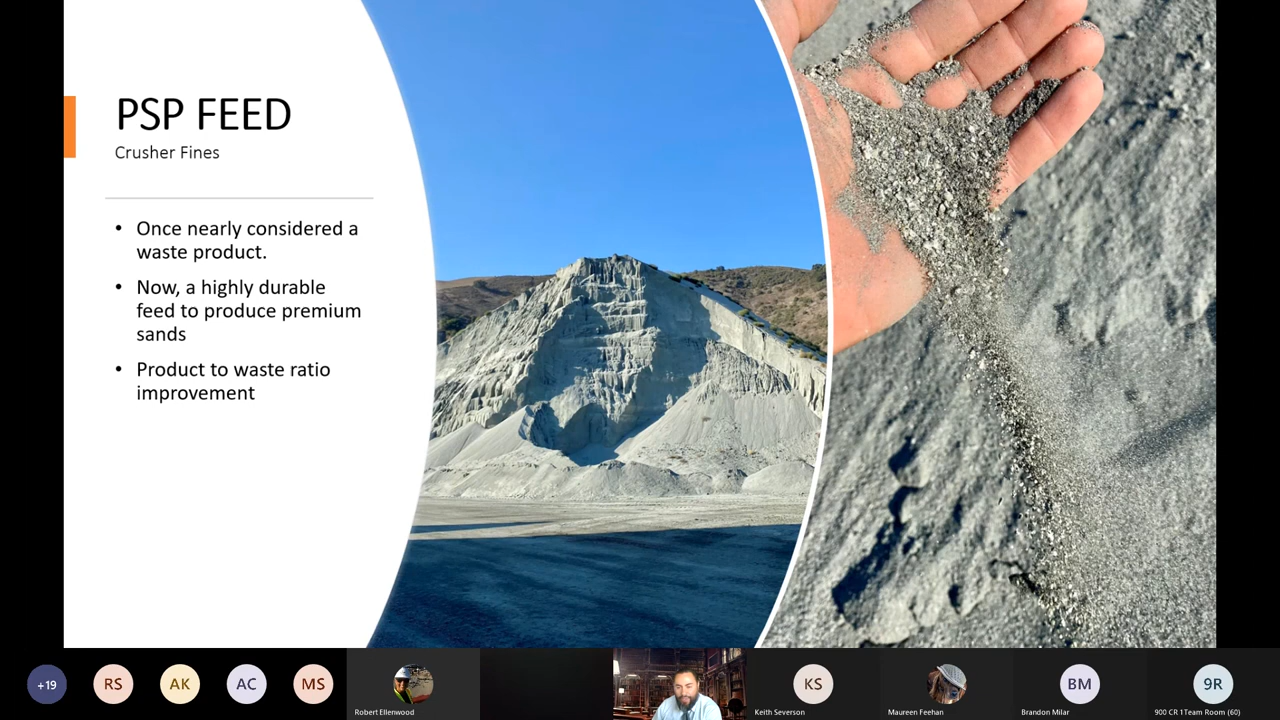 PSP FEED
Crusher Fines
• Once nearly considered a
waste product.
• Now, a highly durable
feed to produce premium
sands
• Product to waste ratio
improvement
+19
RS
AK
AC
MS
Robert Ellenwood
KS
Keith Severson
Maureen Feehan
BM
Brandon Milar
9R
900 CR 1Team Room (60)